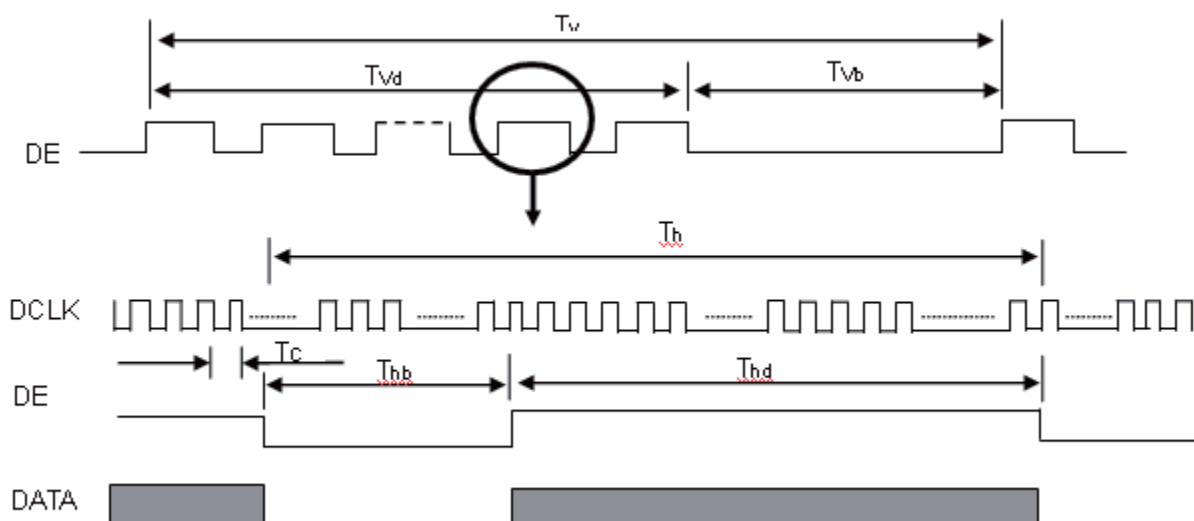 Tv
TVd
TVb
DE
Th
DCLK
TC
Thb
Thd
DE
DATA